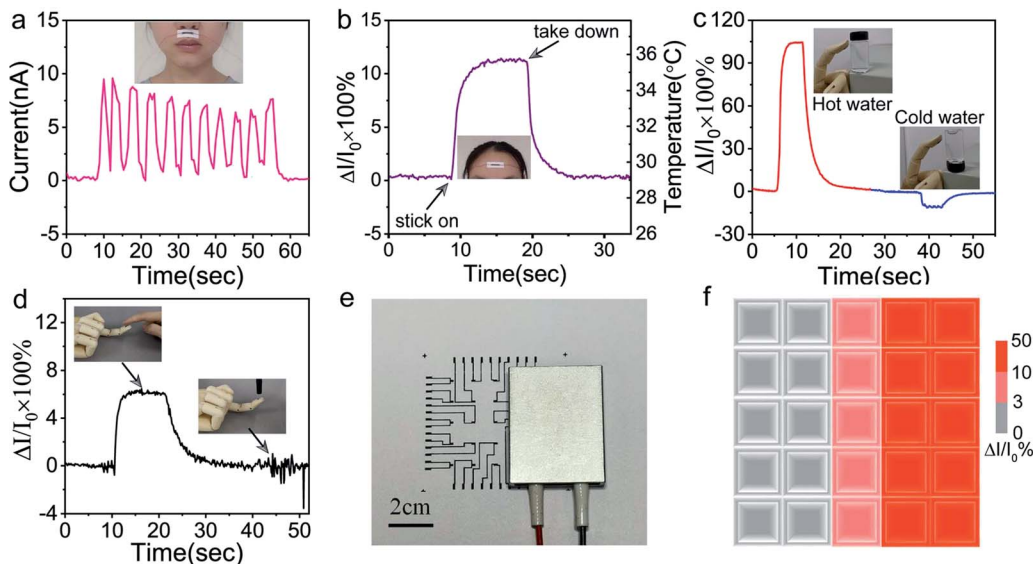 a
Current(nA)
15
10
5
0
-5
0 10 20 30 40 50 60
Time(sec)
b
ΔI/I₀×100%
15
10
5
0
-5
take down
stick on
0 10 20 30
Time(sec)
Temperature(°C)
36
34
32
30
28
26
c
ΔI/I₀×100%
120
90
60
30
0
-30
Hot water
Cold water
0 10 20 30 40 50
Time(sec)
d
ΔI/I₀×100%
12
8
4
0
-4
0 10 20 30 40 50
Time(sec)
e
2cm
f
50
10
3
0
ΔI/I₀%